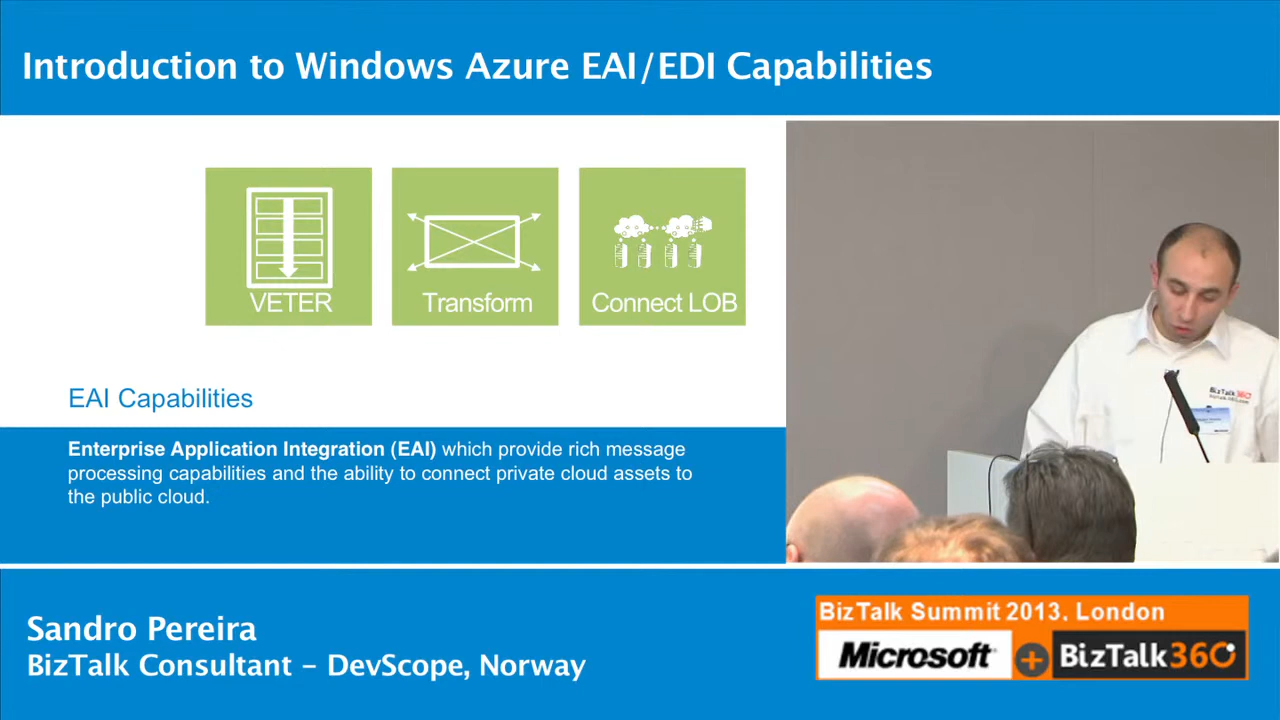 Introduction to Windows Azure EAI/EDI Capabilities
VETER
Transform
Connect LOB
EAI Capabilities
Enterprise Application Integration (EAI) which provide rich message
processing capabilities and the ability to connect private cloud assets to
the public cloud.
BizTalk360
Sandro Pereira
BizTalk Consultant – DevScope, Norway
BizTalk Summit 2013, London
Microsoft + BizTalk360